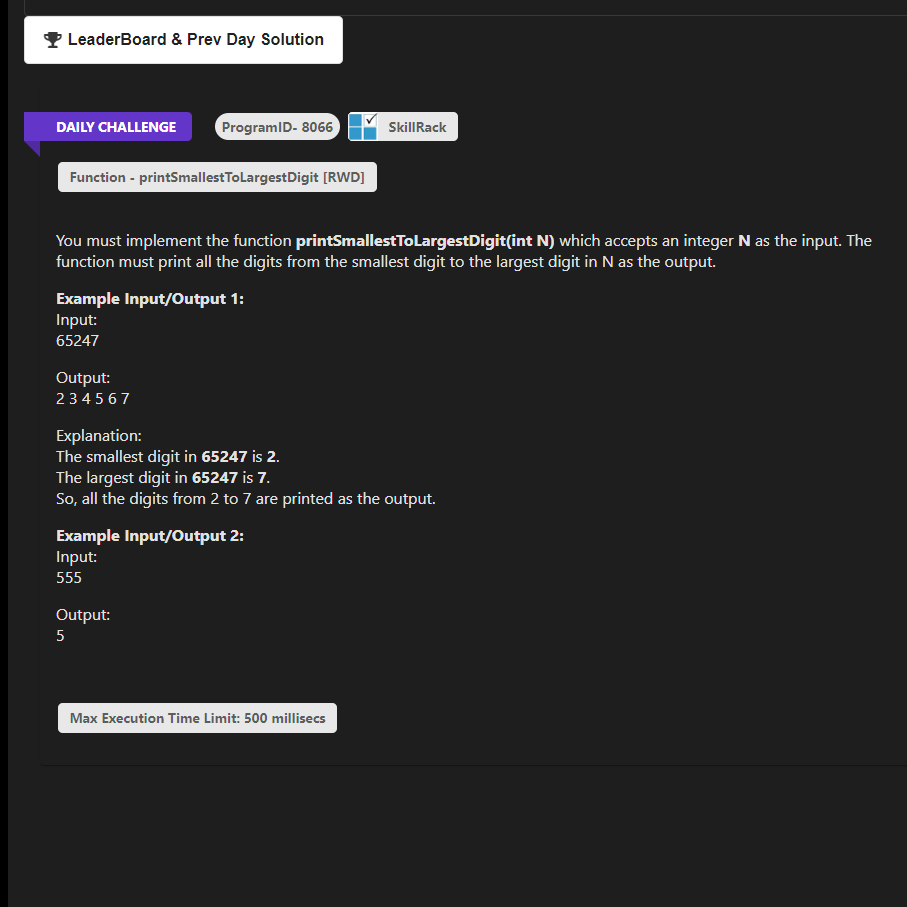 LeaderBoard & Prev Day Solution
DAILY CHALLENGE
ProgramID- 8066
SkillRack
Function - printSmallestToLargestDigit [RWD]
You must implement the function printSmallestToLargestDigit(int N) which accepts an integer N as the input. The
function must print all the digits from the smallest digit to the largest digit in N as the output.
Example Input/Output 1:
Input:
65247
Output:
2 3 4 5 6 7
Explanation:
The smallest digit in 65247 is 2.
The largest digit in 65247 is 7.
So, all the digits from 2 to 7 are printed as the output.
Example Input/Output 2:
Input:
555
Output:
5
Max Execution Time Limit: 500 millisecs